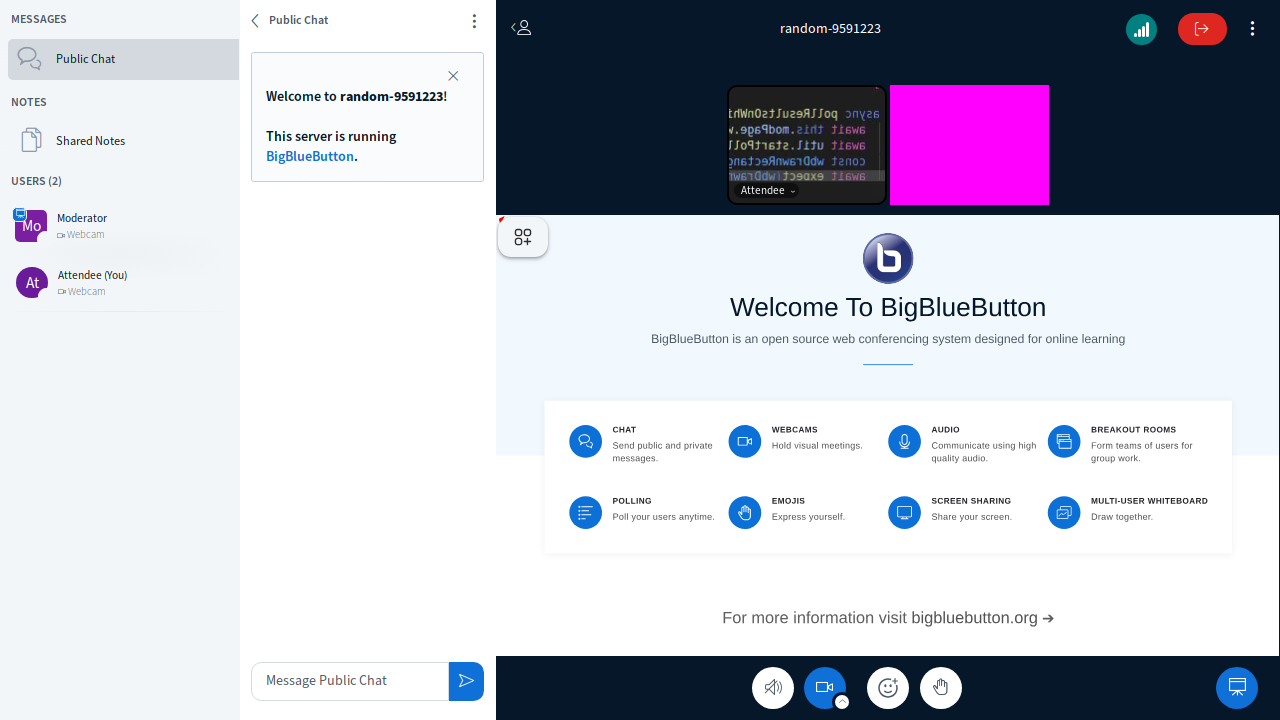 MESSAGES
Public Chat
NOTES
Shared Notes
USERS (2)
Mo
Moderator
Webcam
At
Attendee (You)
Webcam
Public Chat
Welcome to random-9591223!
This server is running
BigBlueButton.
Message Public Chat
random-9591223
async pollResultsOnWhi
await this.modPage.w
await util.startPoll
const wbDrawnRectang
await expect(wbDrawn
Attendee
Welcome To BigBlueButton
BigBlueButton is an open source web conferencing system designed for online learning
CHAT
Send public and private
messages.
WEBCAMS
Hold visual meetings.
AUDIO
Communicate using high
quality audio.
BREAKOUT ROOMS
Form teams of users for
group work.
POLLING
Poll your users anytime.
EMOJIS
Express yourself.
SCREEN SHARING
Share your screen.
MULTI-USER WHITEBOARD
Draw together.
For more information visit bigbluebutton.org ➔